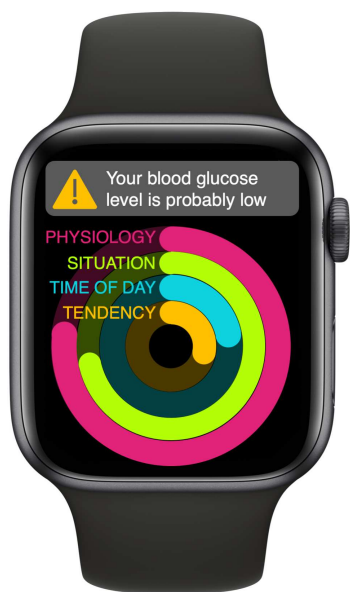 Your blood glucose
level is probably low
PHYSIOLOGY
SITUATION
TIME OF DAY
TENDENCY